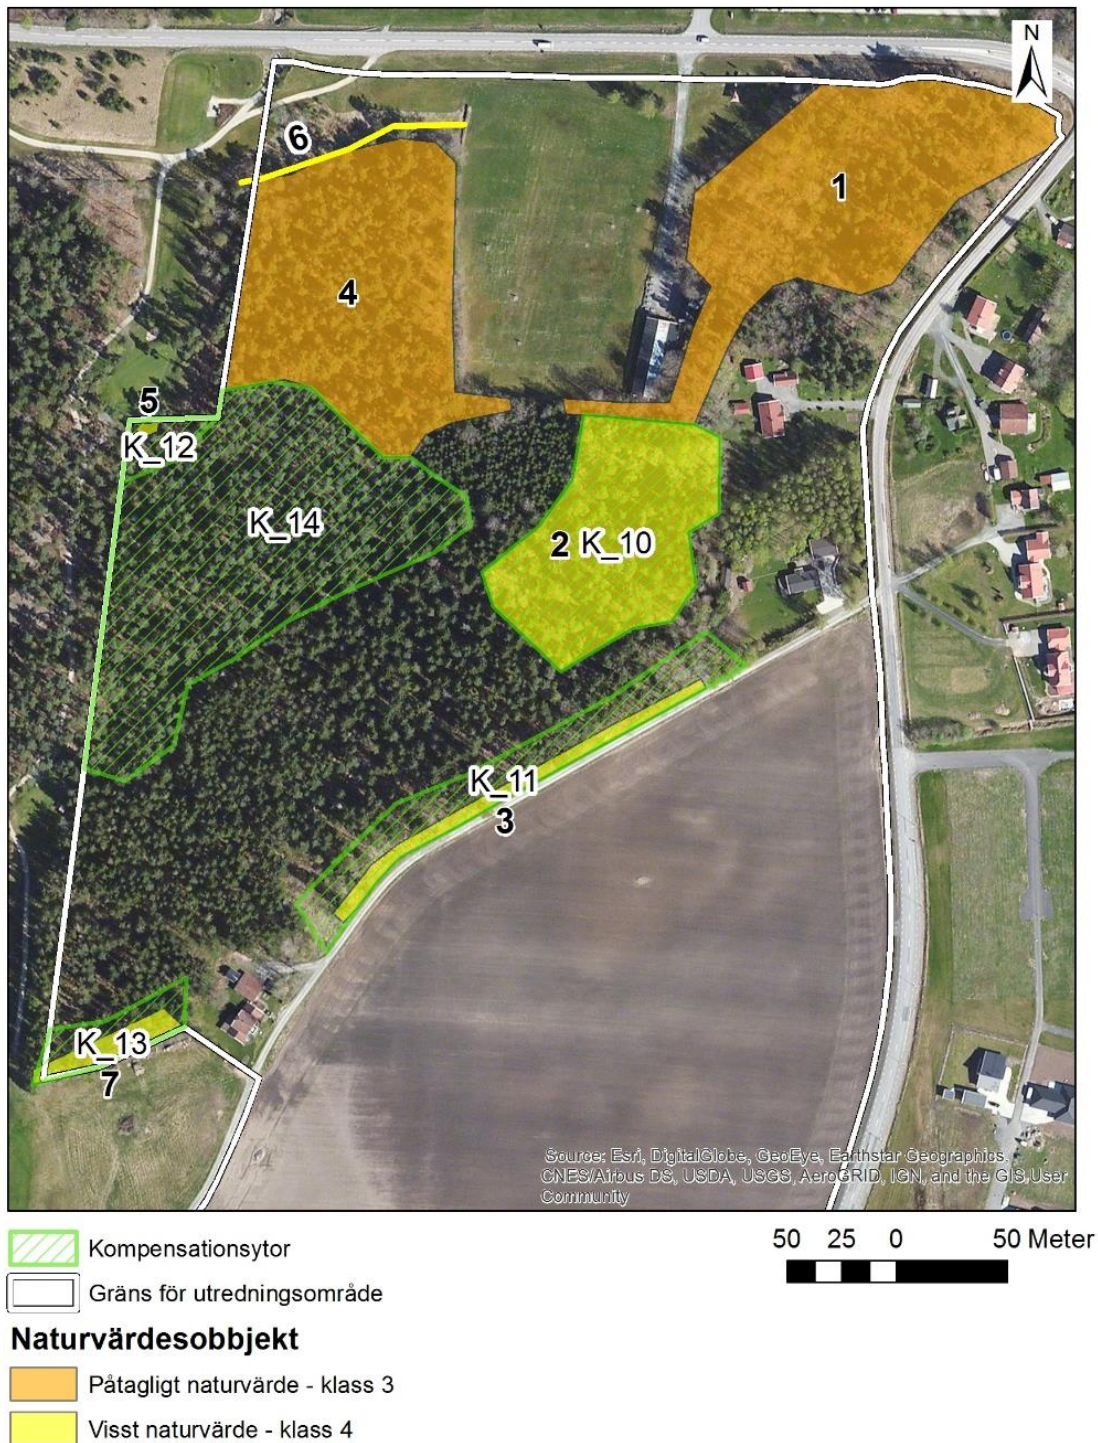 N
6
1
4
5
K_12
K_14
2 K_10
K_11
3
K_13
7
Source: Esri, DigitalGlobe, GeoEye, Earthstar Geographics,
CNES/Airbus DS, USDA, USGS, AeroGRID, IGN, and the GIS User
Community
Kompensationsytor
50 25 0 50 Meter
Gräns för utredningsområde
Naturvärdesobbjekt
Påtagligt naturvärde - klass 3
Visst naturvärde - klass 4